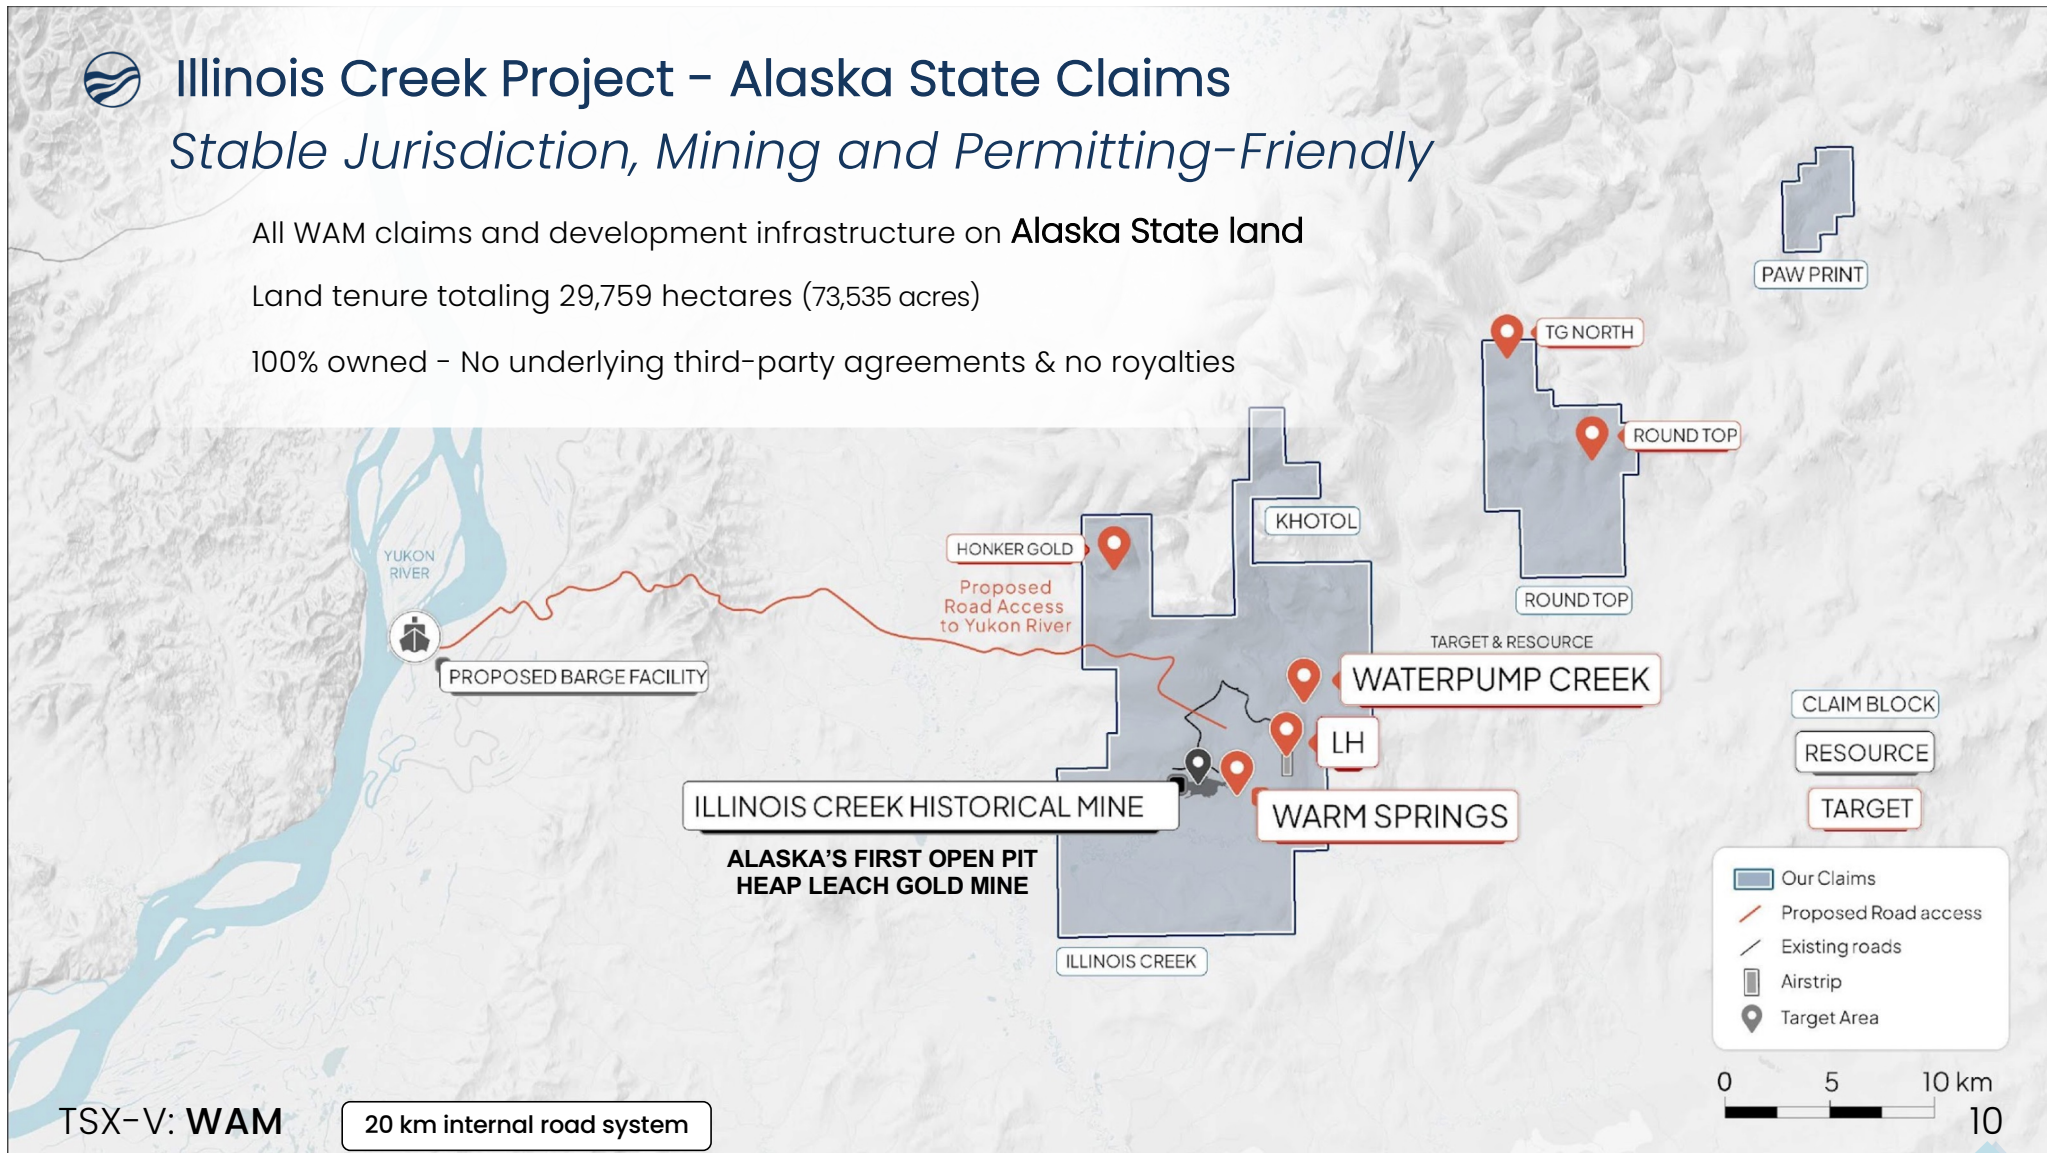 Illinois Creek Project - Alaska State Claims
Stable Jurisdiction, Mining and Permitting-Friendly
All WAM claims and development infrastructure on Alaska State land
Land tenure totaling 29,759 hectares (73,535 acres)
100% owned - No underlying third-party agreements & no royalties
PAW PRINT
TG NORTH
ROUND TOP
KHOTOL
HONKER GOLD
YUKON
RIVER
Proposed
Road Access
to Yukon River
ROUND TOP
TARGET & RESOURCE
WATERPUMP CREEK
PROPOSED BARGE FACILITY
LH
ILLINOIS CREEK HISTORICAL MINE
WARM SPRINGS
ALASKA'S FIRST OPEN PIT
HEAP LEACH GOLD MINE
ILLINOIS CREEK
CLAIM BLOCK
RESOURCE
TARGET
Our Claims
Proposed Road access
Existing roads
Airstrip
Target Area
0 5 10 km
TSX-V: WAM
20 km internal road system
10